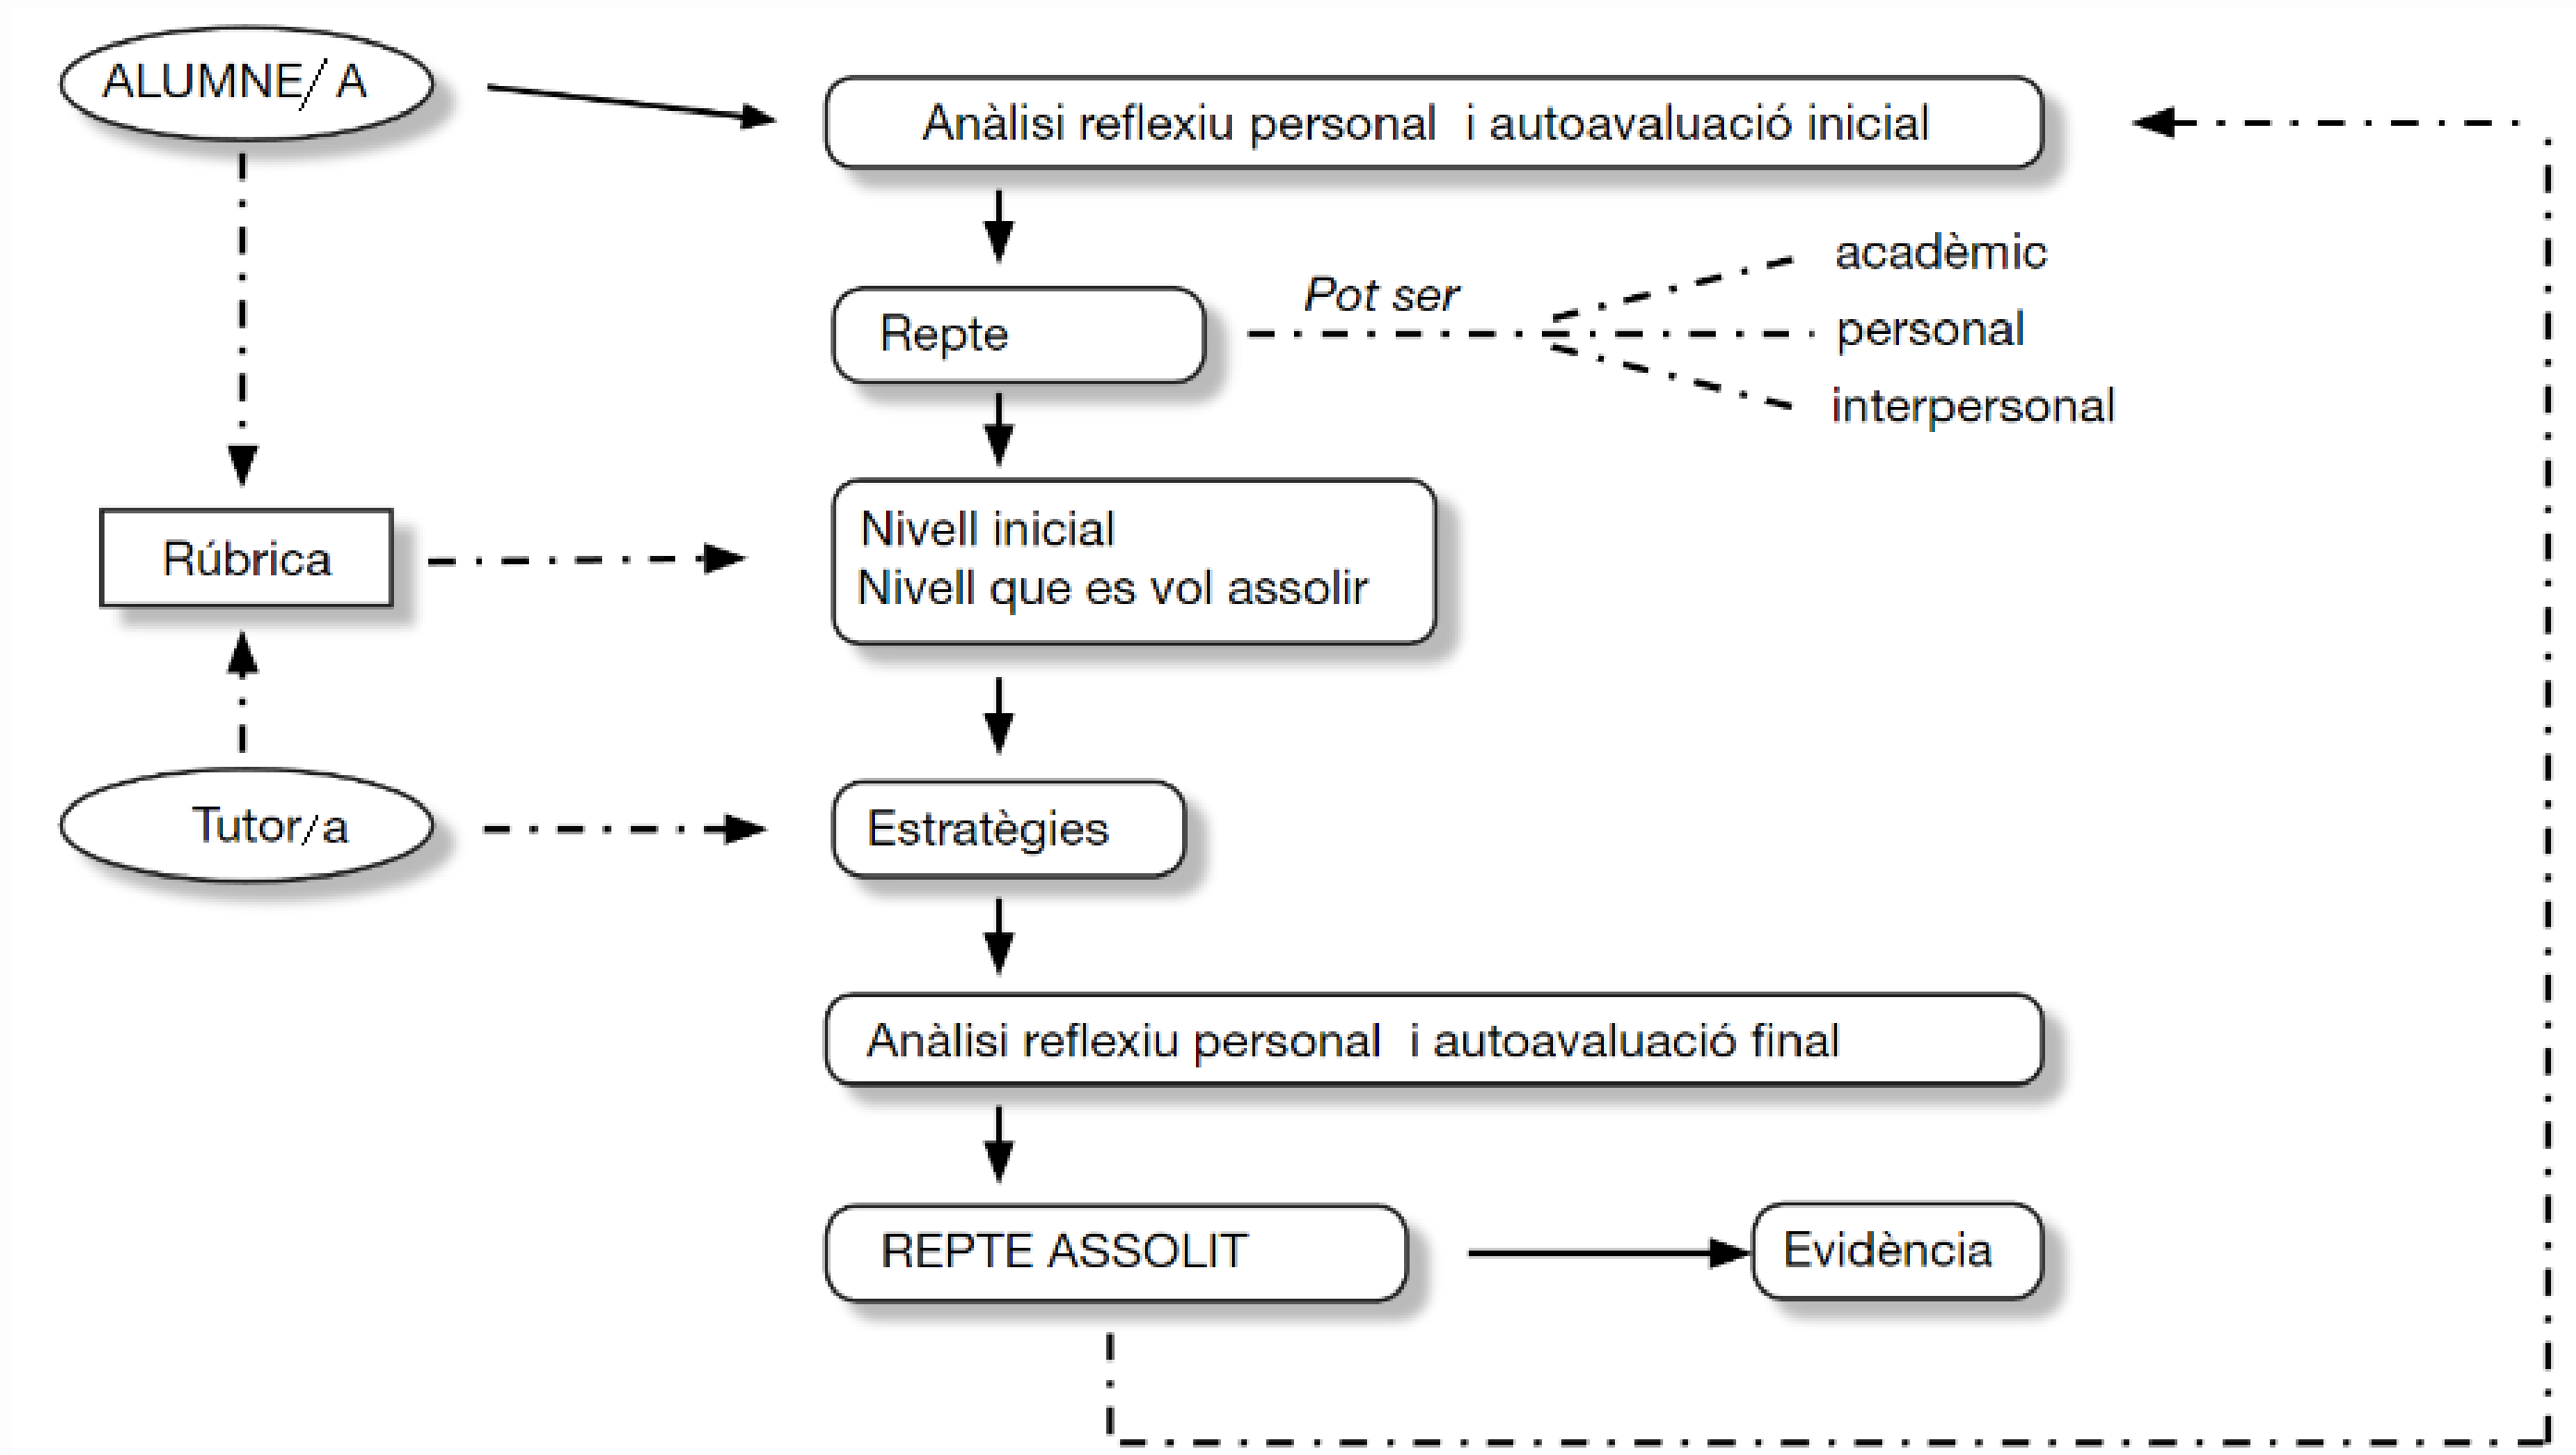 ALUMNE/ A
Anàlisi reflexiu personal i autoavaluació inicial
Repte
Pot ser
acadèmic
personal
interpersonal
Rúbrica
Nivell inicial
Nivell que es vol assolir
Tutor/a
Estratègies
Anàlisi reflexiu personal i autoavaluació final
REPTE ASSOLIT
Evidència